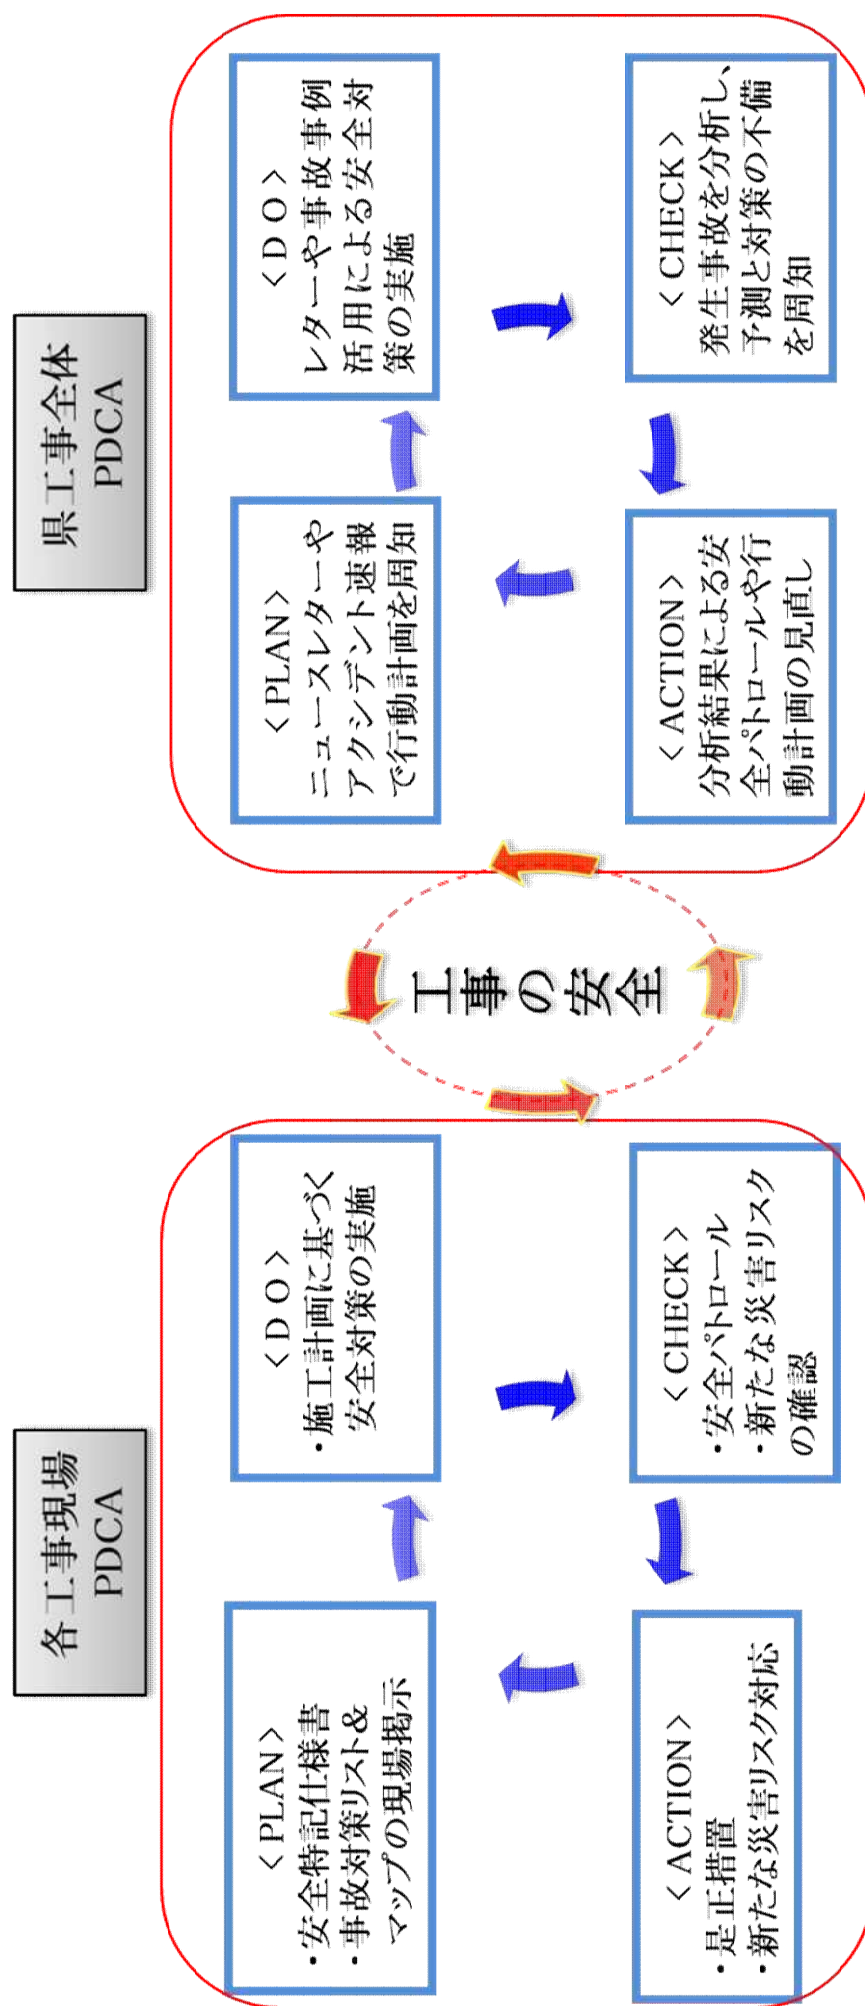 各工事現場
PDCA
<PLAN>
・安全特記仕様書
・事故対策リスト&
マップの現場掲示
<DO>
・施工計画に基づく
安全対策の実施
<CHECK>
・安全パトロール
・新たな災害リスク
の確認
<ACTION>
・是正措置
・新たな災害リスク対応
工事の安全
県工事全体
PDCA
<PLAN>
ニュースレターや
アクシデント速報
で行動計画を周知
<DO>
レターや事故事例
活用による安全対
策の実施
<CHECK>
発生事故を分析し、
予測と対策の不備
を周知
<ACTION>
分析結果による安
全パトロールや行
動計画の見直し